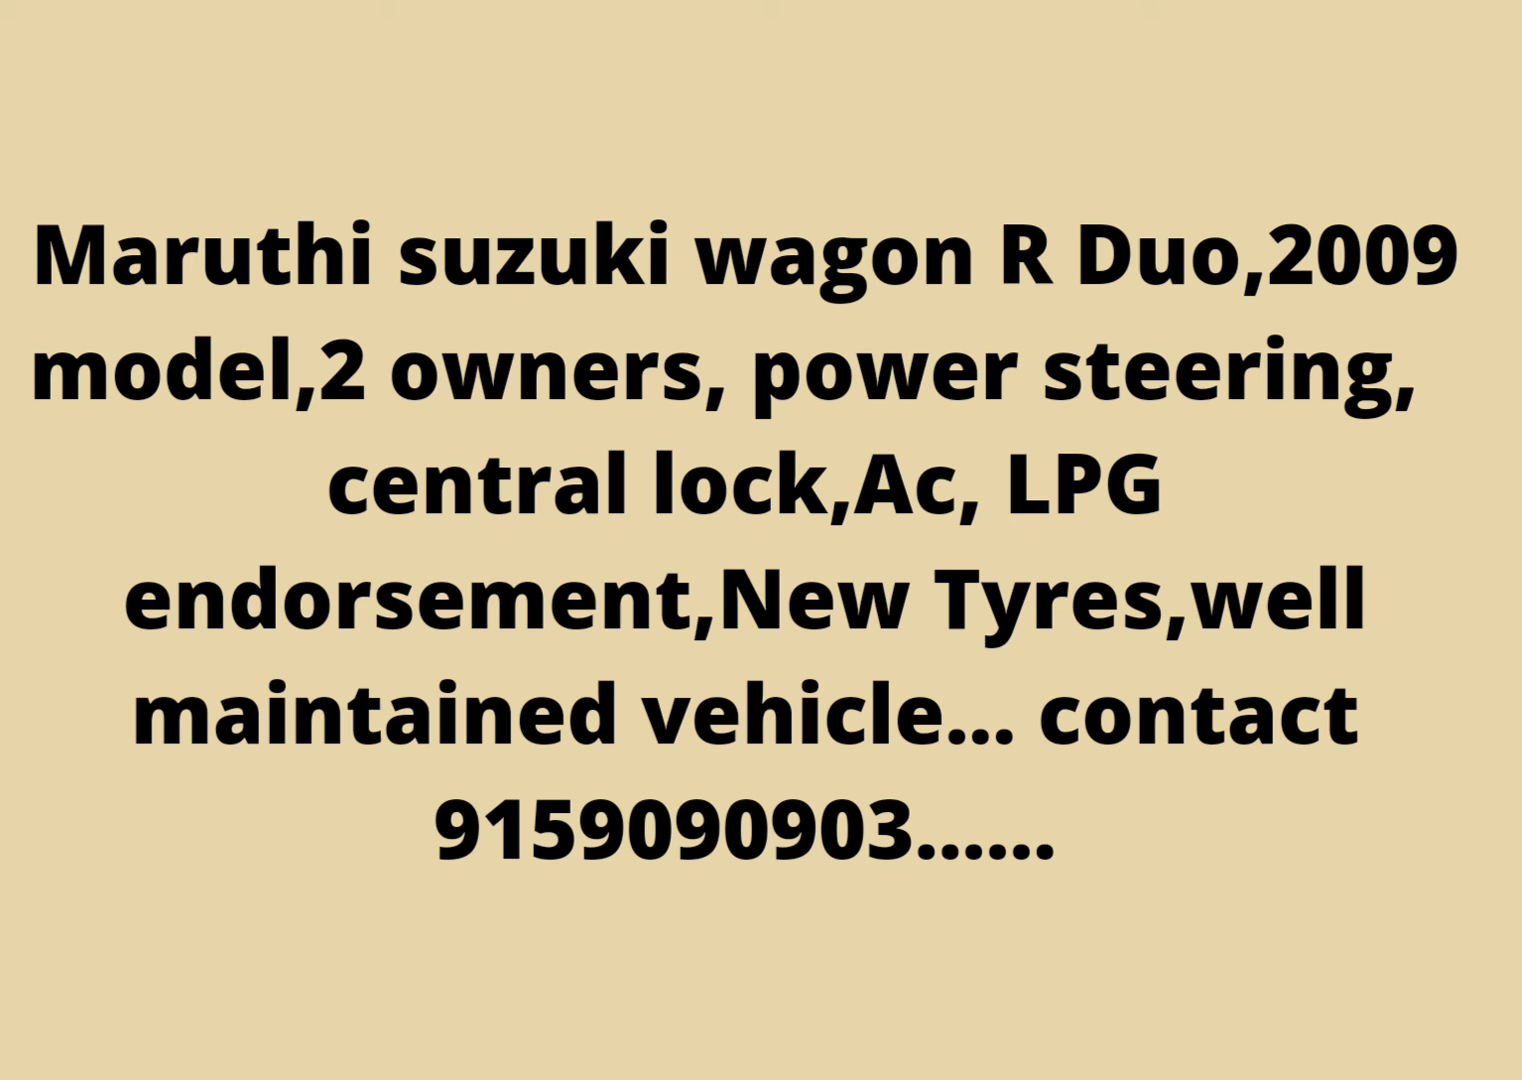 Maruthi suzuki wagon R Duo,2009
model,2 owners, power steering,
central lock,Ac, LPG
endorsement,New Tyres,well
maintained vehicle... contact
9159090903......